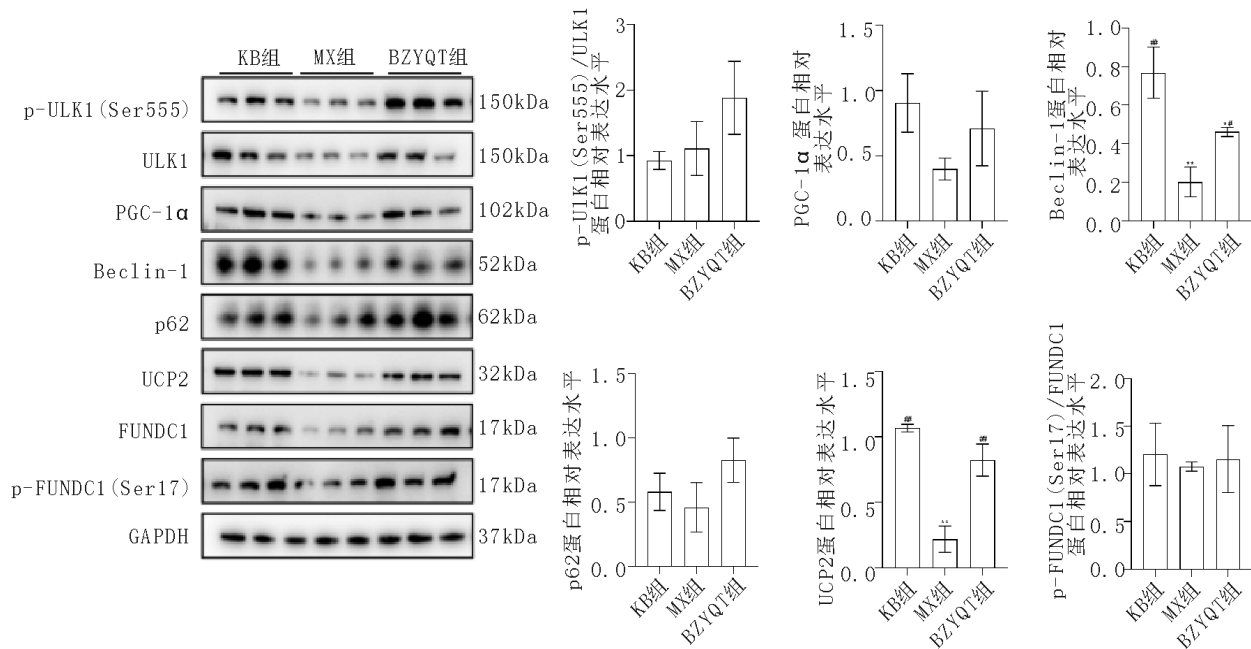 KB组 MX组 BZYQT组
p-ULK1(Ser555) 150kDa
ULK1 150kDa
PGC-1α 102kDa
Beclin-1 52kDa
p62 62kDa
UCP2 32kDa
FUNDC1 17kDa
p-FUNDC1(Ser17) 17kDa
GAPDH 37kDa
p-UlK1(Ser555)/ULK1
蛋白相对表达水平
3
2
1
0
KB组 MX组 BZYQT组
PGC-1α 蛋白相对
表达水平
1.5
1.0
0.5
0.0
KB组 MX组 BZYQT组
Beclin-1蛋白相对
表达水平
1.0
0.8
0.6
0.4
0.2
0.0
##
**
*#
KB组 MX组 BZYQT组
p62蛋白相对表达水平
1.5
1.0
0.5
0.0
KB组 MX组 BZYQT组
UCP2蛋白相对表达水平
1.5
1.0
0.5
0.0
##
**
##
KB组 MX组 BZYQT组
p-FUNDC1(Ser17)/FUNDC1
蛋白相对表达水平
2.0
1.5
1.0
0.5
0.0
KB组 MX组 BZYQT组